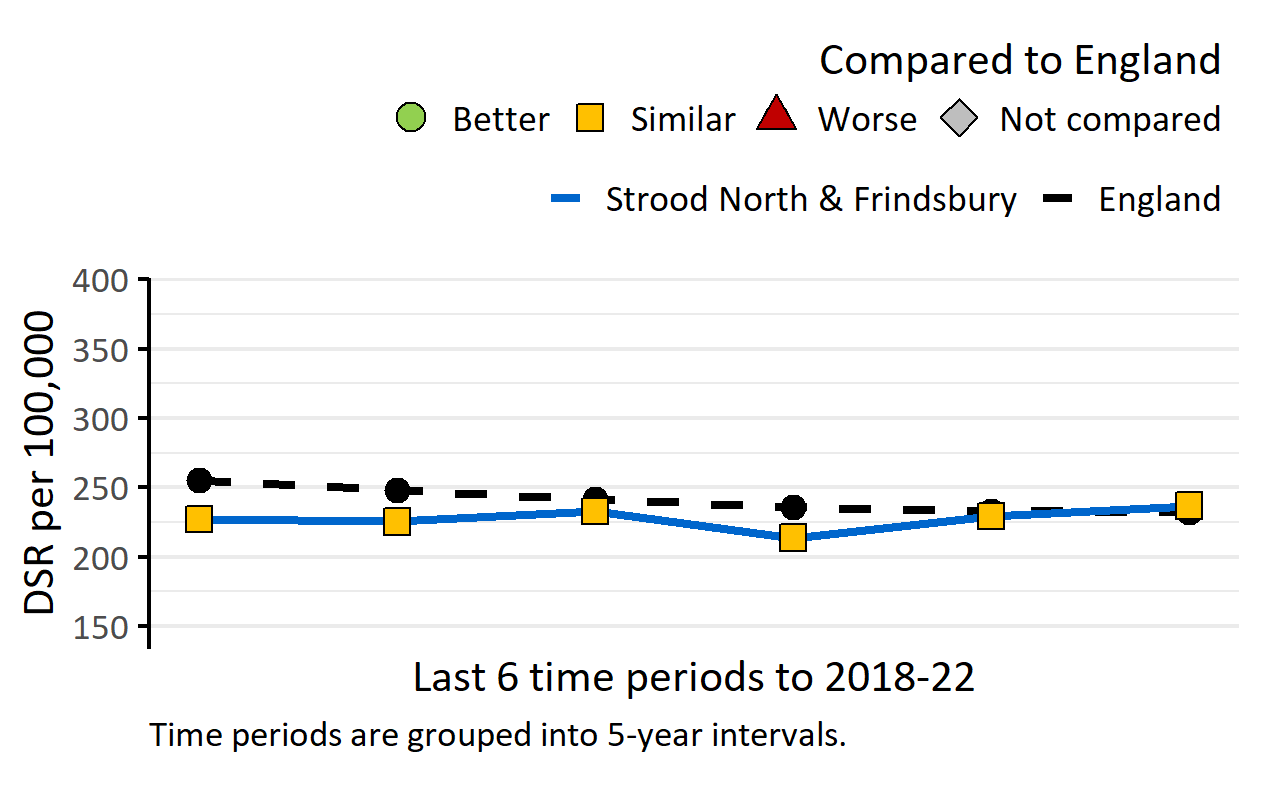 Compared to England
Better Similar Worse Not compared
Strood North & Frindsbury England
DSR per 100,000
400
350
300
250
200
150
Last 6 time periods to 2018-22
Time periods are grouped into 5-year intervals.